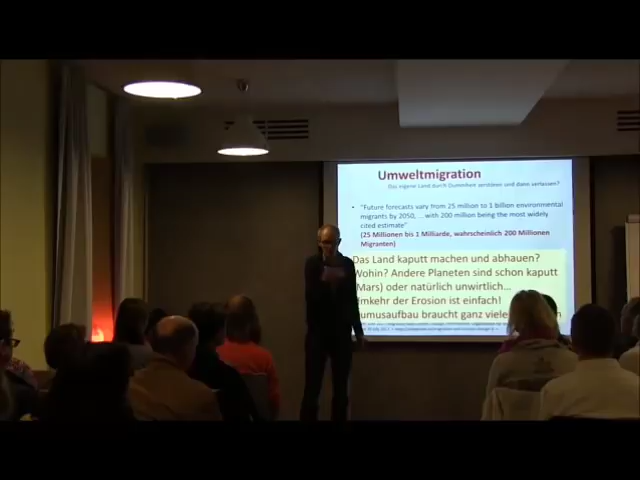 Umweltmigration
Das eigene Land durch Dummheit zerstören und dann verlassen?
• "Future forecasts vary from 25 million to 1 billion environmental
migrants by 2050, ... with 200 million being the most widely
cited estimate"
(25 Millionen bis 1 Milliarde, wahrscheinlich 200 Millionen
Migranten)
Das Land kaputt machen und abhauen?
Wohin? Andere Planeten sind schon kaputt
Mars) oder natürlich unwirtlich...
mkehr der Erosion ist einfach!
umusaufbau braucht ganz viele